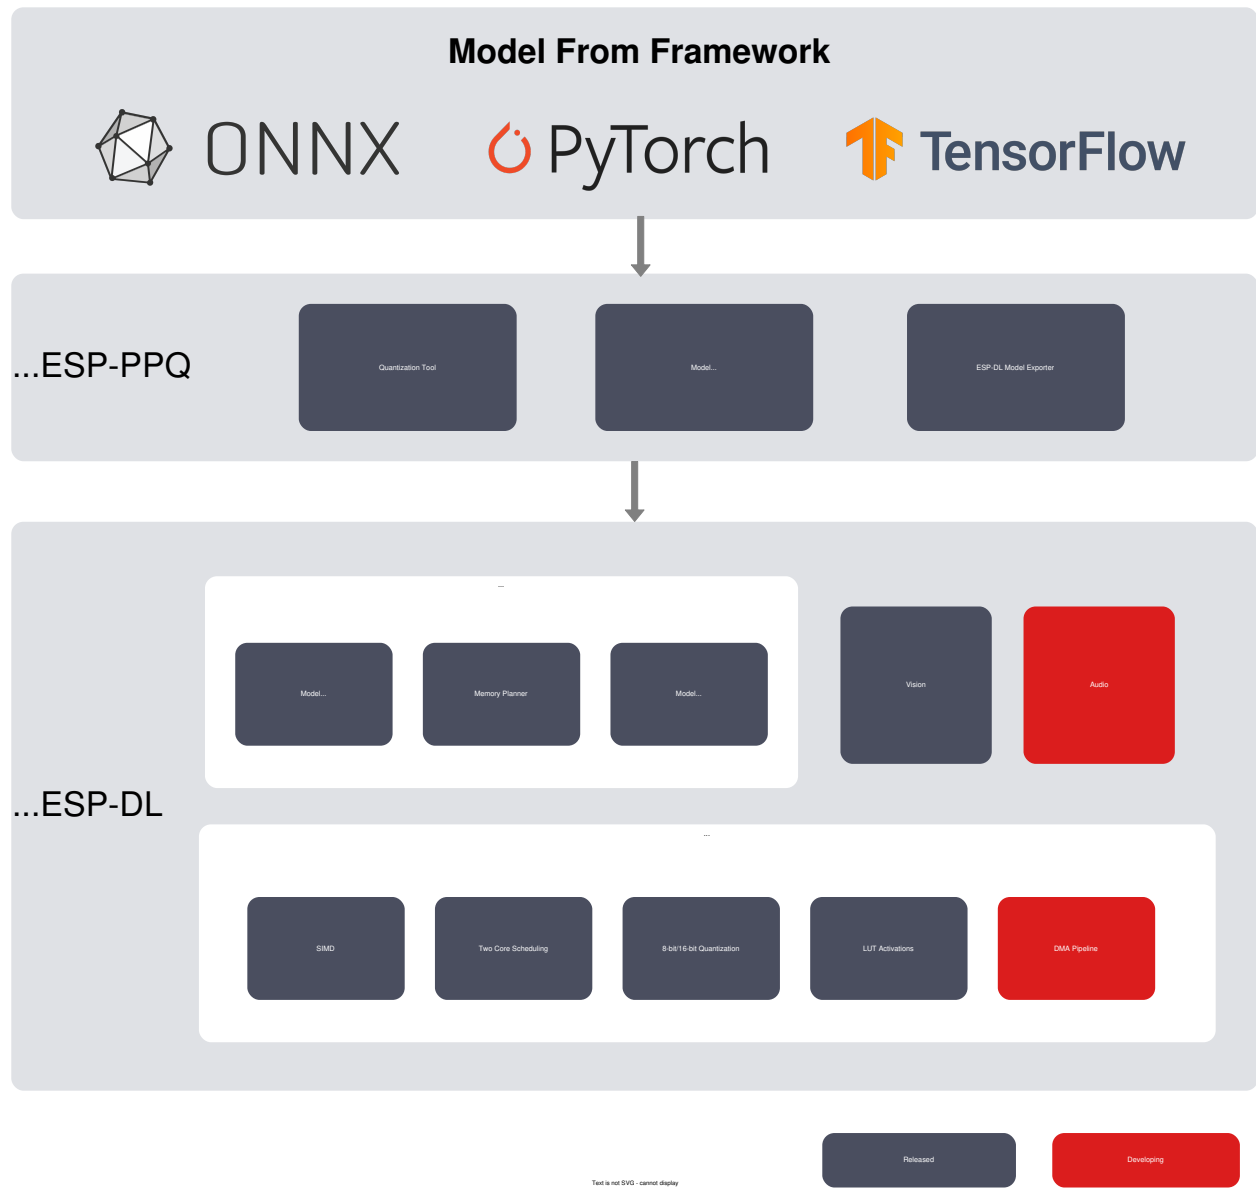 Model From Framework
ONNX
PyTorch
TensorFlow
...ESP-PPQ
Quantization Tool
Model...
ESP-DL Model Exporter
...ESP-DL
...
Model...
Memory Planner
Model...
Vision
Audio
...
SIMD
Two Core Scheduling
8-bit/16-bit Quantization
LUT Activations
DMA Pipeline
Released
Developing
Text is not SVG - cannot display